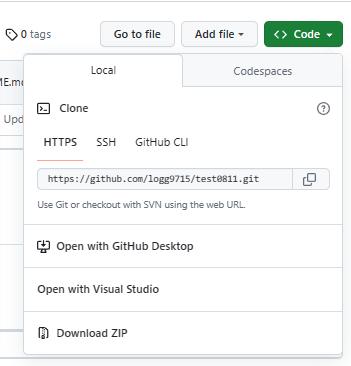 0 tags
Go to file
Add file
Code
Local
Codespaces
Clone
HTTPS
SSH
GitHub CLI
https://github.com/logg9715/test0811.git
Use Git or checkout with SVN using the web URL.
Open with GitHub Desktop
Open with Visual Studio
Download ZIP